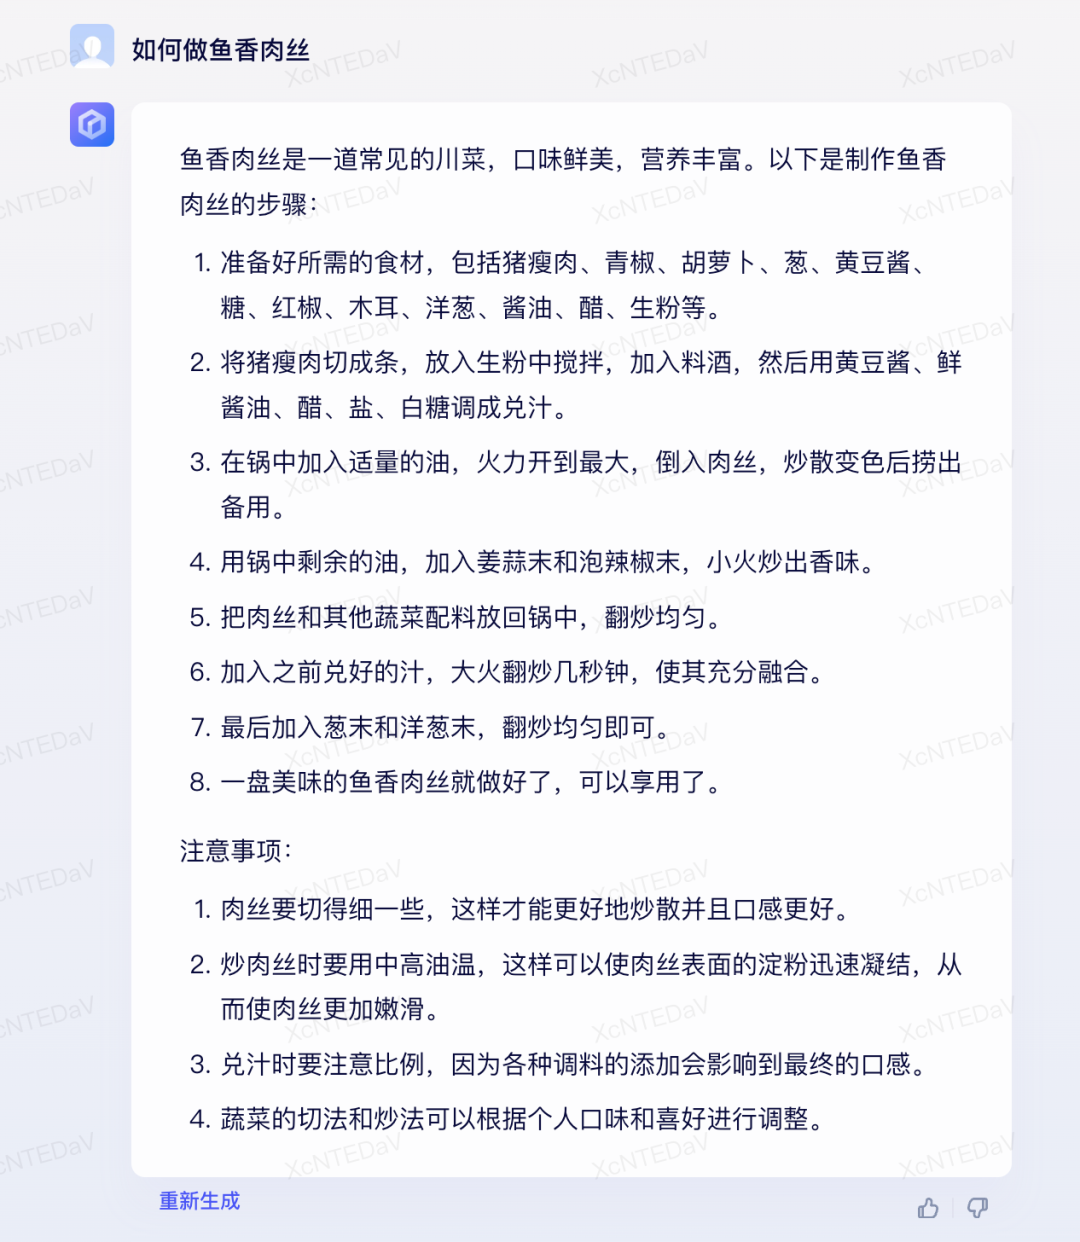 如何做鱼香肉丝
鱼香肉丝是一道常见的川菜，口味鲜美，营养丰富。以下是制作鱼香
肉丝的步骤：
1. 准备好所需的食材，包括猪瘦肉、青椒、胡萝卜、葱、黄豆酱、
糖、红椒、木耳、洋葱、酱油、醋、生粉等。
2. 将猪瘦肉切成条，放入生粉中搅拌，加入料酒，然后用黄豆酱、鲜
酱油、醋、盐、白糖调成兑汁。
3. 在锅中加入适量的油，火力开到最大，倒入肉丝，炒散变色后捞出
备用。
4. 用锅中剩余的油，加入姜蒜末和泡辣椒末，小火炒出香味。
5. 把肉丝和其他蔬菜配料放回锅中，翻炒均匀。
6. 加入之前兑好的汁，大火翻炒几秒钟，使其充分融合。
7. 最后加入葱末和洋葱末，翻炒均匀即可。
8. 一盘美味的鱼香肉丝就做好了，可以享用了。
注意事项：
1. 肉丝要切得细一些，这样才能更好地炒散并且口感更好。
2. 炒肉丝时要用中高油温，这样可以使肉丝表面的淀粉迅速凝结，从
而使肉丝更加嫩滑。
3. 兑汁时要注意比例，因为各种调料的添加会影响到最终的口感。
4. 蔬菜的切法和炒法可以根据个人口味和喜好进行调整。
重新生成
XcNTEDaV